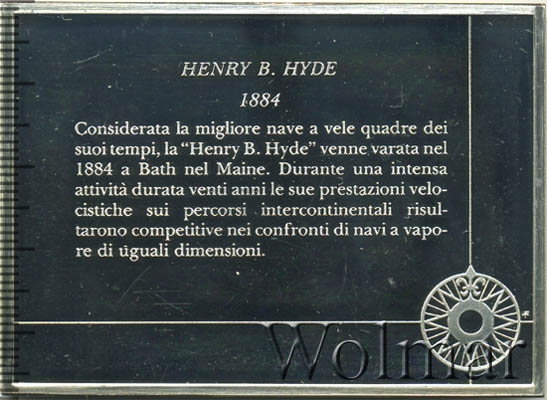 HENRY B. HYDE
1884
Considerata la migliore nave a vele quadre dei
suoi tempi, la “Henry B. Hyde” venne varata nel
1884 a Bath nel Maine. Durante una intensa
attività durata venti anni le sue prestazioni velo-
cistiche sui percorsi intercontinentali risul-
tarono competitive nei confronti di navi a vapo-
re di uguali dimensioni.
Wolmar